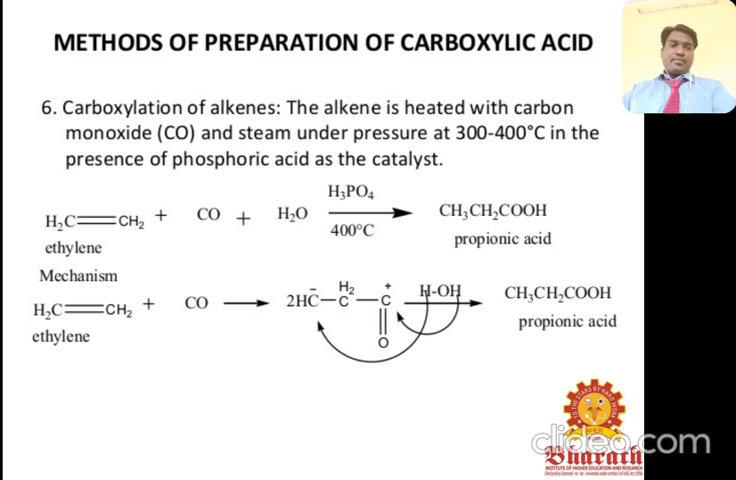 METHODS OF PREPARATION OF CARBOXYLIC ACID
6. Carboxylation of alkenes: The alkene is heated with carbon
monoxide (CO) and steam under pressure at 300-400°C in the
presence of phosphoric acid as the catalyst.
H₃PO₄
H₂C CH₂ + CO + H₂O CH₃CH₂COOH
400°C
ethylene propionic acid
Mechanism
H₂C CH₂ + CO 2HC̄—C(H₂)—C⁺ H-OH CH₃CH₂COOH
ethylene O propionic acid
clideo.com
Bharath
INSTITUTE OF HIGHER EDUCATION AND RESEARCH